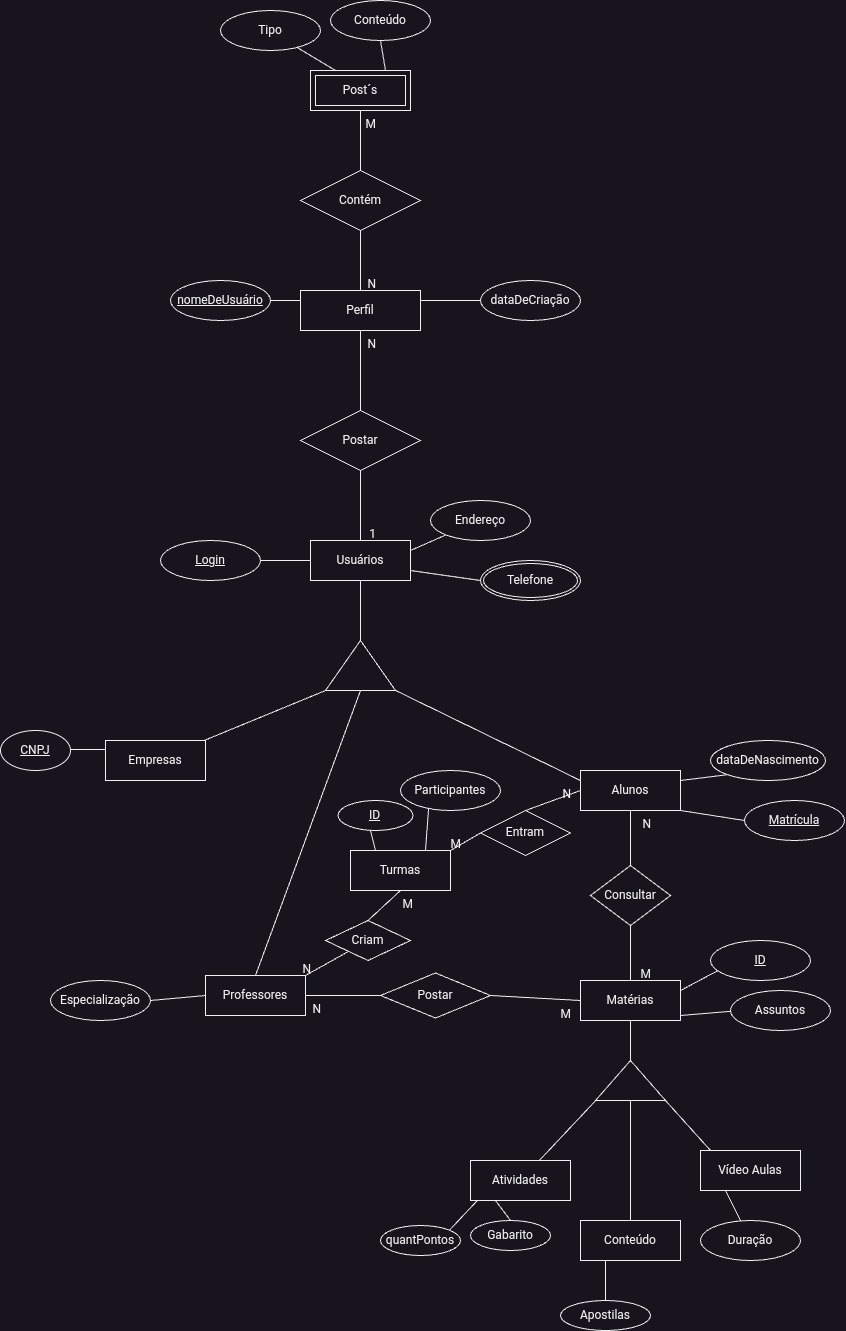 Conteúdo
Tipo
Post´s
M
Contém
N
nomeDeUsuário
dataDeCriação
Perfil
N
Postar
1
Endereço
Login
Usuários
Telefone
CNPJ
Empresas
dataDeNascimento
Participantes
N
Alunos
ID
Matrícula
N
Entram
M
Turmas
Consultar
M
Criam
N
M
ID
Especialização
Professores
Postar
Matérias
N
M
Assuntos
Atividades
Vídeo Aulas
quantPontos
Gabarito
Conteúdo
Duração
Apostilas